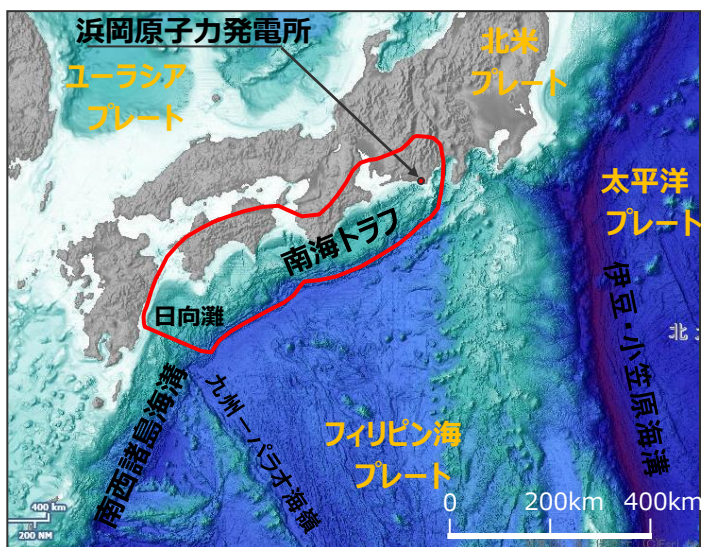 浜岡原子力発電所
北米
プレート
ユーラシア
プレート
太平洋
プレート
南海トラフ
日向灘
伊豆・小笠原海溝
北
南西諸島海溝
九州ーパラオ海嶺
フィリピン海
プレート
0 200km 400km
400 km
200 NM